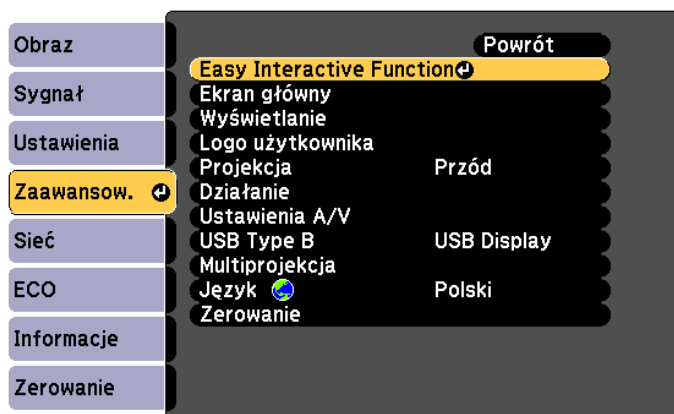 Obraz
Sygnał
Ustawienia
Zaawansow.
Sieć
ECO
Informacje
Zerowanie
Powrót
Easy Interactive Function
Ekran główny
Wyświetlanie
Logo użytkownika
Projekcja Przód
Działanie
Ustawienia A/V
USB Type B USB Display
Multiprojekcja
Język Polski
Zerowanie